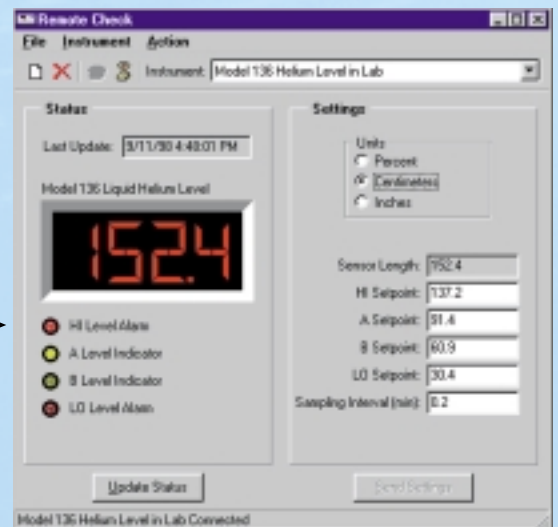 Remote Check
File Instrument Action
Instrument: Model 136 Helium Level in Lab
Status
Last Update: 9/11/98 4:40:01 PM
Model 136 Liquid Helium Level
152.4
HI Level Alarm
A Level Indicator
B Level Indicator
LO Level Alarm
Update Status
Settings
Units
Percent
Centimeters
Inches
Sensor Length: 152.4
HI Setpoint: 137.2
A Setpoint: 91.4
B Setpoint: 60.9
LO Setpoint: 30.4
Sampling Interval (min): 0.2
Send Settings
Model 136 Helium Level in Lab Connected